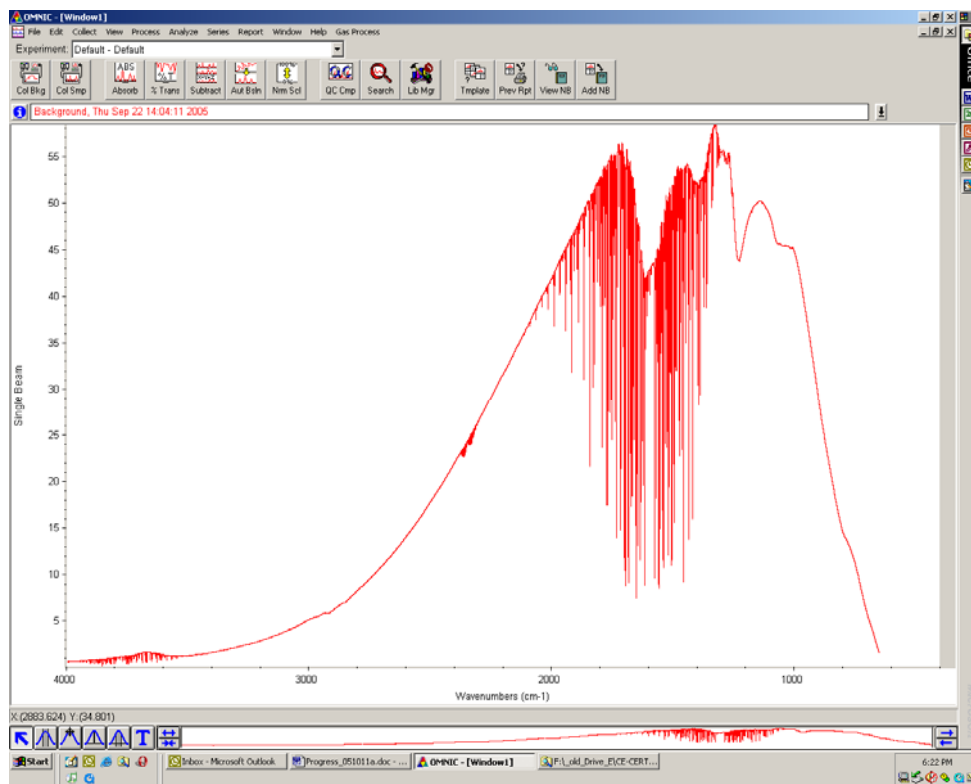 OMNIC - [Window1]
File Edit Collect View Process Analyze Series Report Window Help Gas Process
Experiment: Default - Default
ABS %T
Col Bkg Col Smp Absorb % Trans Subtract Aut Bsln Nrm Scl QC Cmp Search Lib Mgr Tmplate Prev Rpt View NB Add NB
Background, Thu Sep 22 14:04:11 2005
55
50
45
40
35
30
25
20
15
10
5
Single Beam
4000 3000 2000 1000
Wavenumbers (cm-1)
X:(2883.624) Y:(34.801)
T
Start Inbox - Microsoft Outlook Progress_051011a.doc - ... OMNIC - [Window1] F:\_old_Drive_E\CE-CERT... 6:22 PM